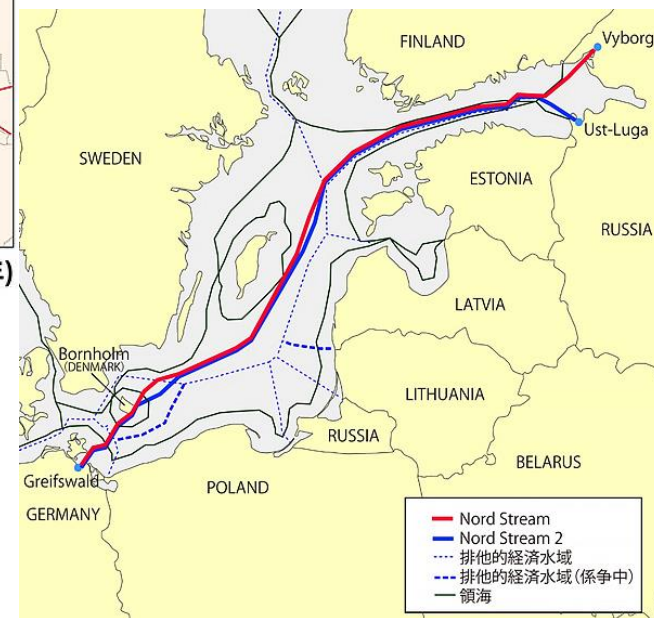 FINLAND
Vyborg
Ust-Luga
SWEDEN
ESTONIA
RUSSIA
LATVIA
Bornholm
(DENMARK)
LITHUANIA
RUSSIA
BELARUS
Greifswald
POLAND
GERMANY
Nord Stream
Nord Stream 2
排他的経済水域
排他的経済水域(係争中)
領海